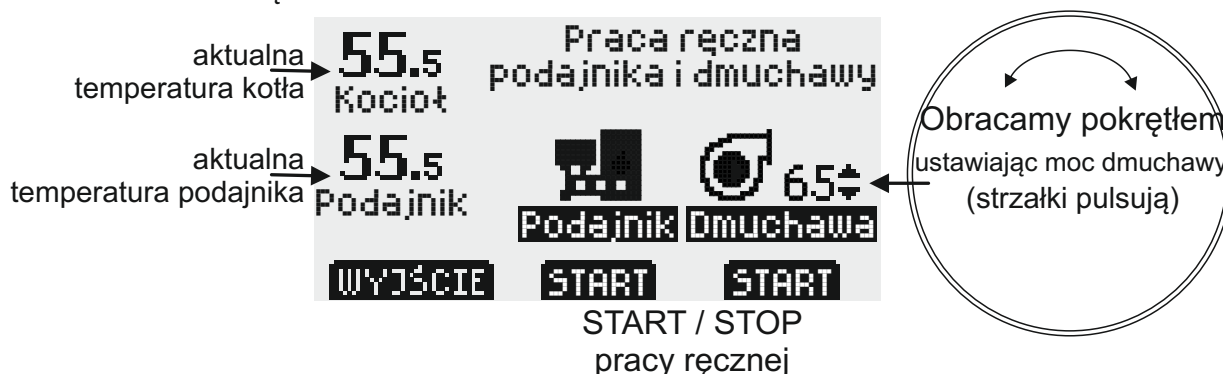 aktualna
temperatura kotła
55.5
Kocioł
Praca ręczna
podajnika i dmuchawy
aktualna
temperatura podajnika
55.5
Podajnik
6.5
Podajnik
Dmuchawa
WYJŚCIE
START
START
START / STOP
pracy ręcznej
Obracamy pokrętłem
ustawiając moc dmuchawy
(strzałki pulsują)